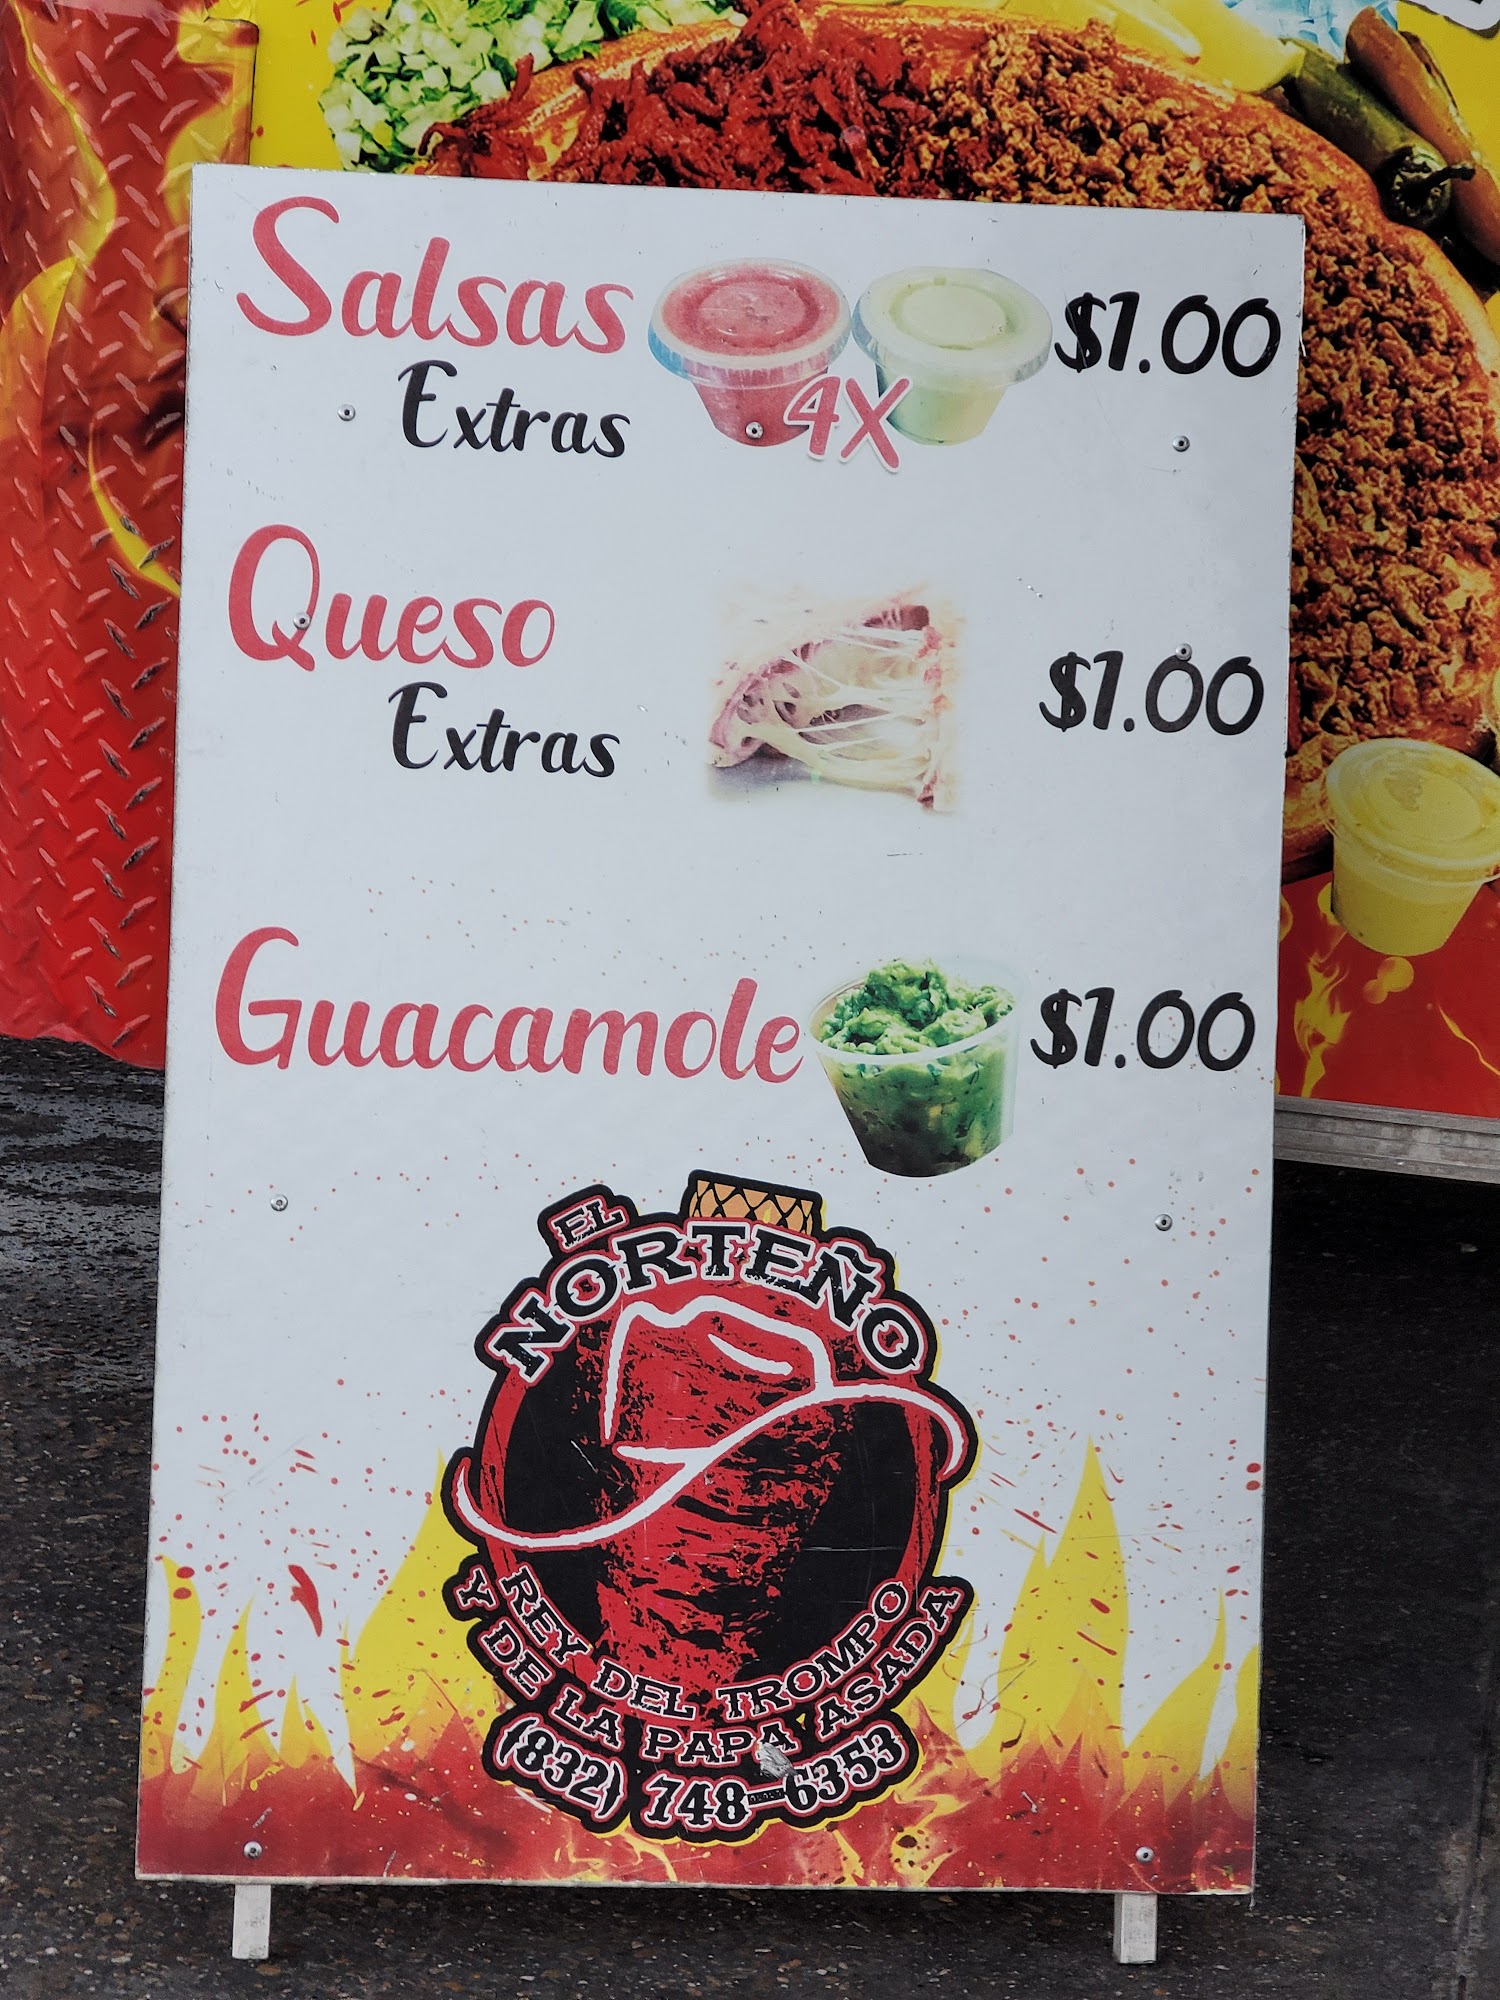 Salsas
Extras
4X
$1.00
Queso
Extras
$1.00
Guacamole
$1.00
EL
NORTEÑO
REY DEL TROMPO
Y DE LA PAPA ASADA
(832) 748-6353